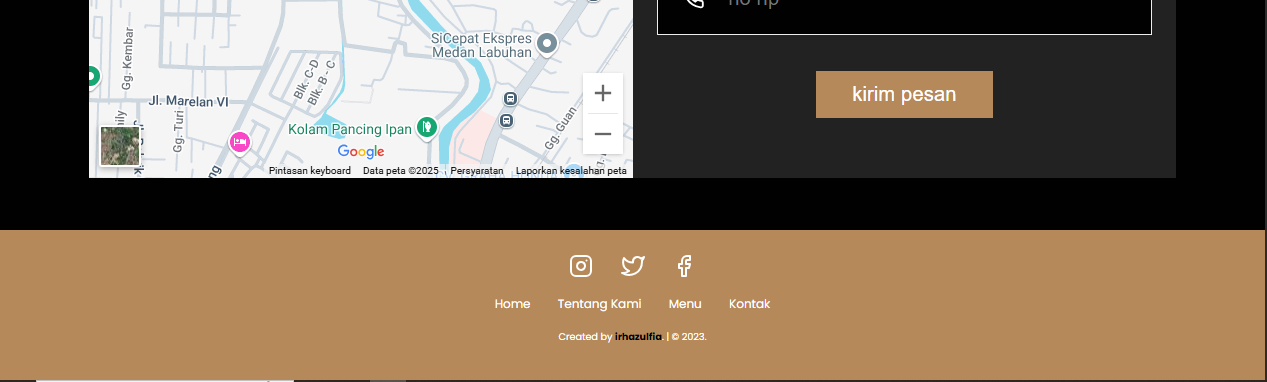 no hp
SiCepat Ekspres
Medan Labuhan
Gg. Kembar
Blk. C-D
Blk. B - C
Jl. Marelan VI
Gg. Turi
Kolam Pancing Ipan
Gg. Guan
Google
Pintasan keyboard Data peta ©2025 Persyaratan Laporkan kesalahan peta
kirim pesan
Home Tentang Kami Menu Kontak
Created by irhazulfia. | © 2023.